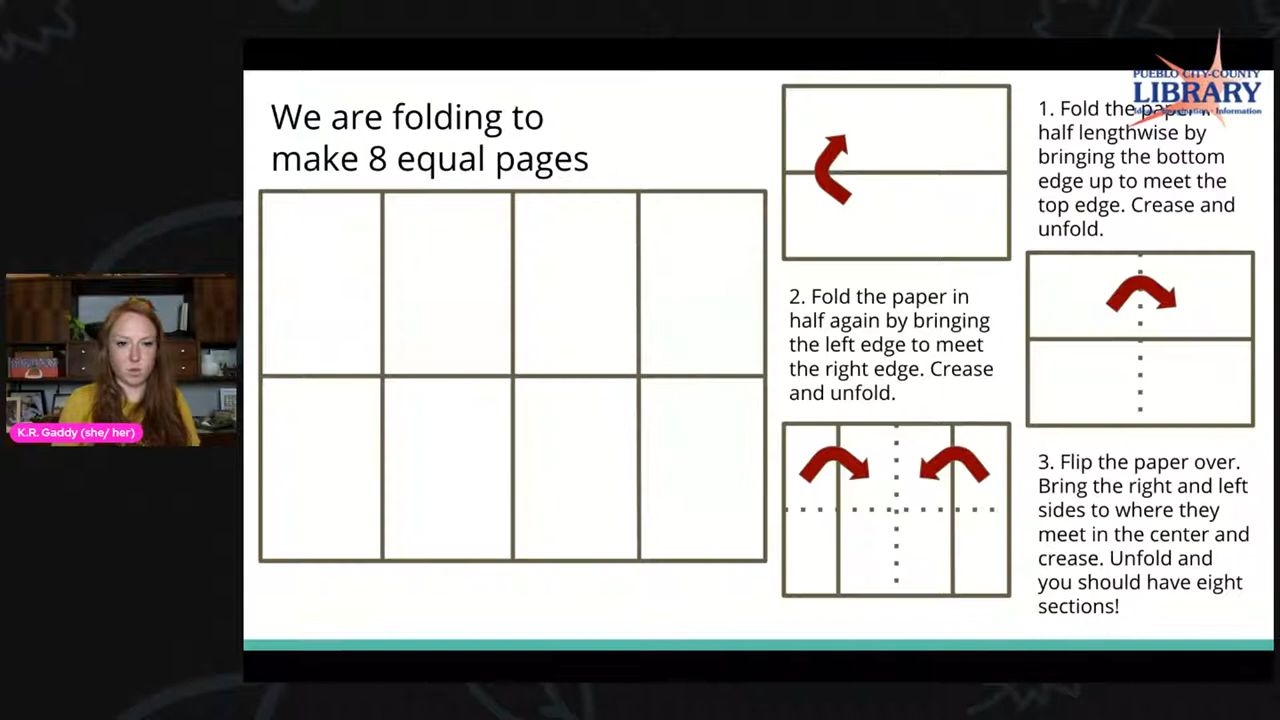 We are folding to
make 8 equal pages
PUEBLO CITY-COUNTY
LIBRARY
Information
1. Fold the paper
half lengthwise by
bringing the bottom
edge up to meet the
top edge. Crease and
unfold.
2. Fold the paper in
half again by bringing
the left edge to meet
the right edge. Crease
and unfold.
3. Flip the paper over.
Bring the right and left
sides to where they
meet in the center and
crease. Unfold and
you should have eight
sections!
K.R. Gaddy (she/ her)